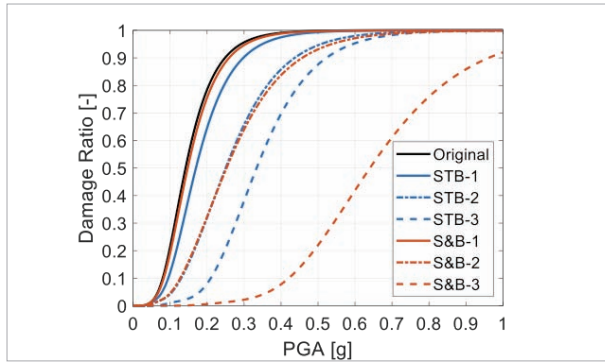 1
0.9
0.8
0.7
0.6
0.5
0.4
0.3
0.2
0.1
0
Damage Ratio [-]
Original
STB-1
STB-2
STB-3
S&B-1
S&B-2
S&B-3
0 0.1 0.2 0.3 0.4 0.5 0.6 0.7 0.8 0.9 1
PGA [g]